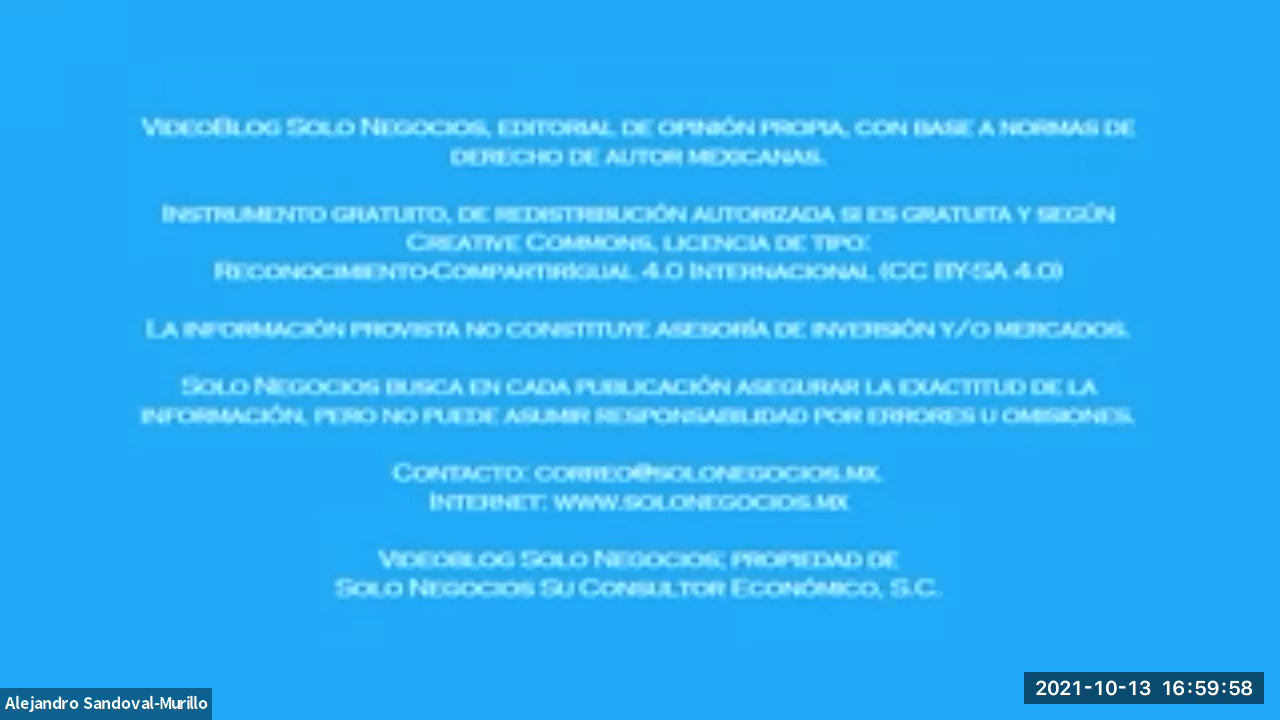 VideoBlog Solo Negocios, editorial de opinión propia, con base a normas de
derecho de autor mexicanas.
Instrumento gratuito, de redistribución autorizada si es gratuita y según
Creative Commons, licencia de tipo:
Reconocimiento-CompartirIgual 4.0 Internacional (CC BY-SA 4.0)
La información provista no constituye asesoría de inversión y/o mercados.
Solo Negocios busca en cada publicación asegurar la exactitud de la
información, pero no puede asumir responsabilidad por errores u omisiones.
Contacto: correo@solonegocios.mx.
Internet: www.solonegocios.mx
Videoblog Solo Negocios; propiedad de
Solo Negocios Su Consultor Económico, S.C.
Alejandro Sandoval-Murillo
2021-10-13 16:59:58